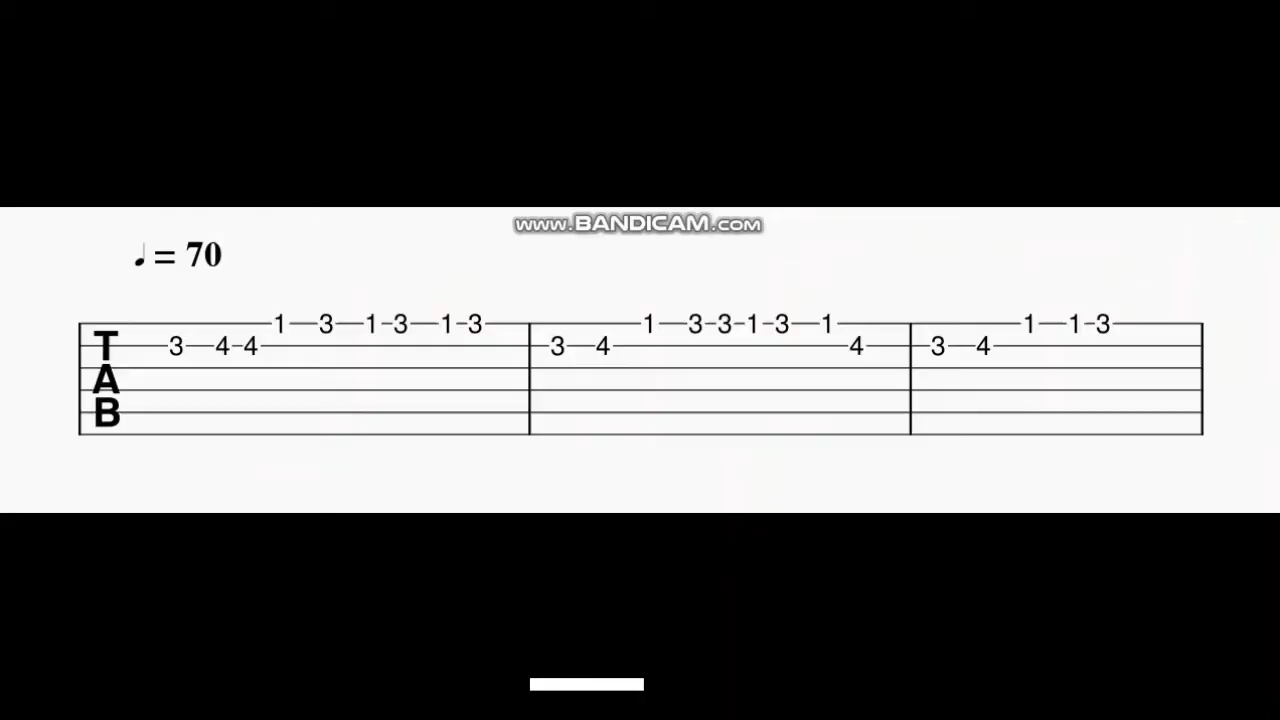 www.BANDICAM.com
♩ = 70
1 3 1 3 1 3 1 3 3 1 3 1 1 1 3
T 3 4 4 3 4 4 3 4
A
B